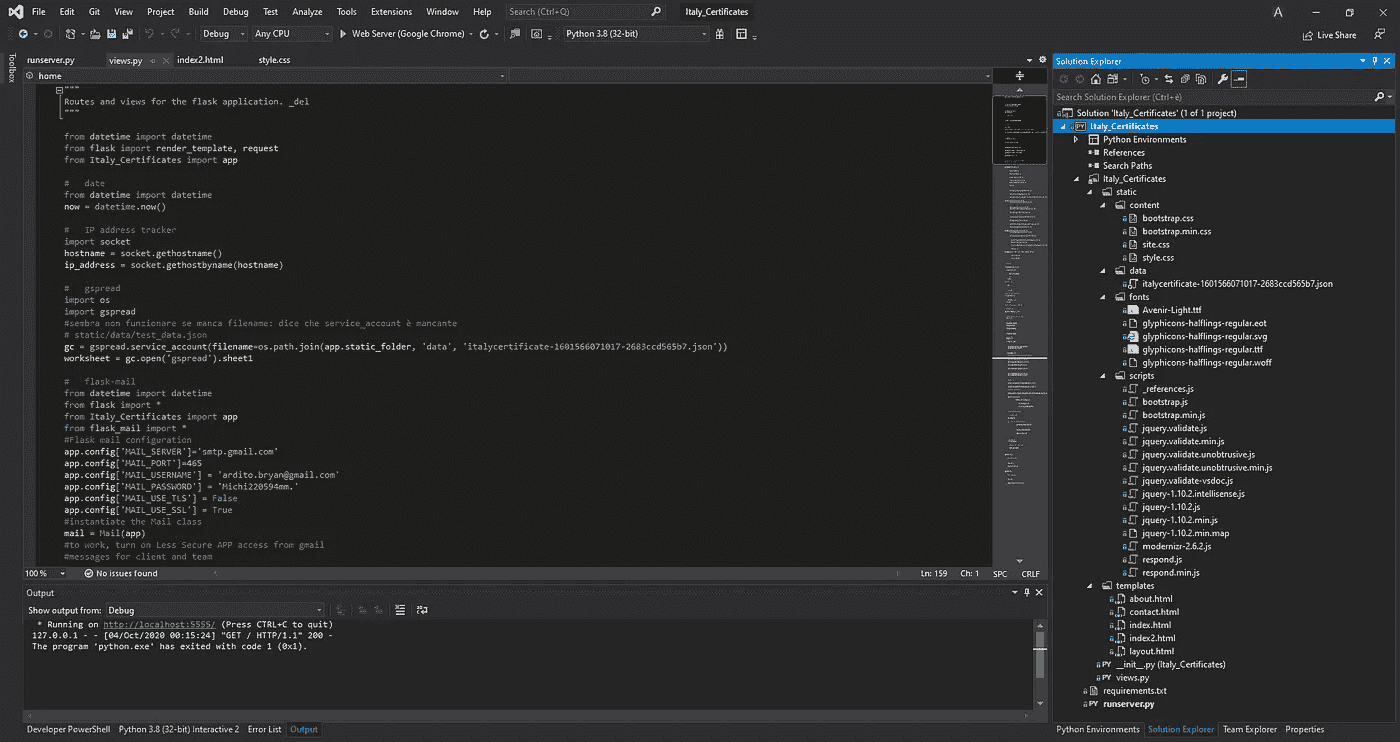 File Edit Git View Project Build Debug Test Analyze Tools Extensions Window Help Search (Ctrl+Q) Italy_Certificates A
Debug Any CPU Web Server (Google Chrome) Python 3.8 (32-bit) Live Share
Toolbox
runserver.py views.py index2.html style.css
home
"""
Routes and views for the flask application. _del
"""
from datetime import datetime
from flask import render_template, request
from Italy_Certificates import app
# date
from datetime import datetime
now = datetime.now()
# IP address tracker
import socket
hostname = socket.gethostname()
ip_address = socket.gethostbyname(hostname)
# gspread
import os
import gspread
#sembra non funzionare se manca filename: dice che service_account è mancante
# static/data/test_data.json
gc = gspread.service_account(filename=os.path.join(app.static_folder, 'data', 'italycertificate-1601566071017-2683ccd565b7.json'))
worksheet = gc.open('gspread').sheet1
# flask-mail
from datetime import datetime
from flask import *
from Italy_Certificates import app
from flask_mail import *
#Flask mail configuration
app.config['MAIL_SERVER']='smtp.gmail.com'
app.config['MAIL_PORT']=465
app.config['MAIL_USERNAME'] = 'ardito.bryan@gmail.com'
app.config['MAIL_PASSWORD'] = 'Michi220594mm.'
app.config['MAIL_USE_TLS'] = False
app.config['MAIL_USE_SSL'] = True
#instantiate the Mail class
mail = Mail(app)
#to work, turn on Less Secure APP access from gmail
#messages for client and team
100 % No issues found Ln: 159 Ch: 1 SPC CRLF
Output
Show output from: Debug
* Running on http://localhost:5555/ (Press CTRL+C to quit)
127.0.0.1 - - [04/Oct/2020 00:15:24] "GET / HTTP/1.1" 200 -
The program 'python.exe' has exited with code 1 (0x1).
Developer PowerShell Python 3.8 (32-bit) Interactive 2 Error List Output
Solution Explorer
Search Solution Explorer (Ctrl+è)
Solution 'Italy_Certificates' (1 of 1 project)
Italy_Certificates
Python Environments
References
Search Paths
Italy_Certificates
static
content
bootstrap.css
bootstrap.min.css
site.css
style.css
data
italycertificate-1601566071017-2683ccd565b7.json
fonts
Avenir-Light.ttf
glyphicons-halflings-regular.eot
glyphicons-halflings-regular.svg
glyphicons-halflings-regular.ttf
glyphicons-halflings-regular.woff
scripts
_references.js
bootstrap.js
bootstrap.min.js
jquery.validate.js
jquery.validate.min.js
jquery.validate.unobtrusive.js
jquery.validate.unobtrusive.min.js
jquery.validate-vsdoc.js
jquery-1.10.2.intellisense.js
jquery-1.10.2.js
jquery-1.10.2.min.js
jquery-1.10.2.min.map
modernizr-2.6.2.js
respond.js
respond.min.js
templates
about.html
contact.html
index.html
index2.html
layout.html
PY __init__.py (Italy_Certificates)
PY views.py
requirements.txt
PY runserver.py
Python Environments Solution Explorer Team Explorer Properties